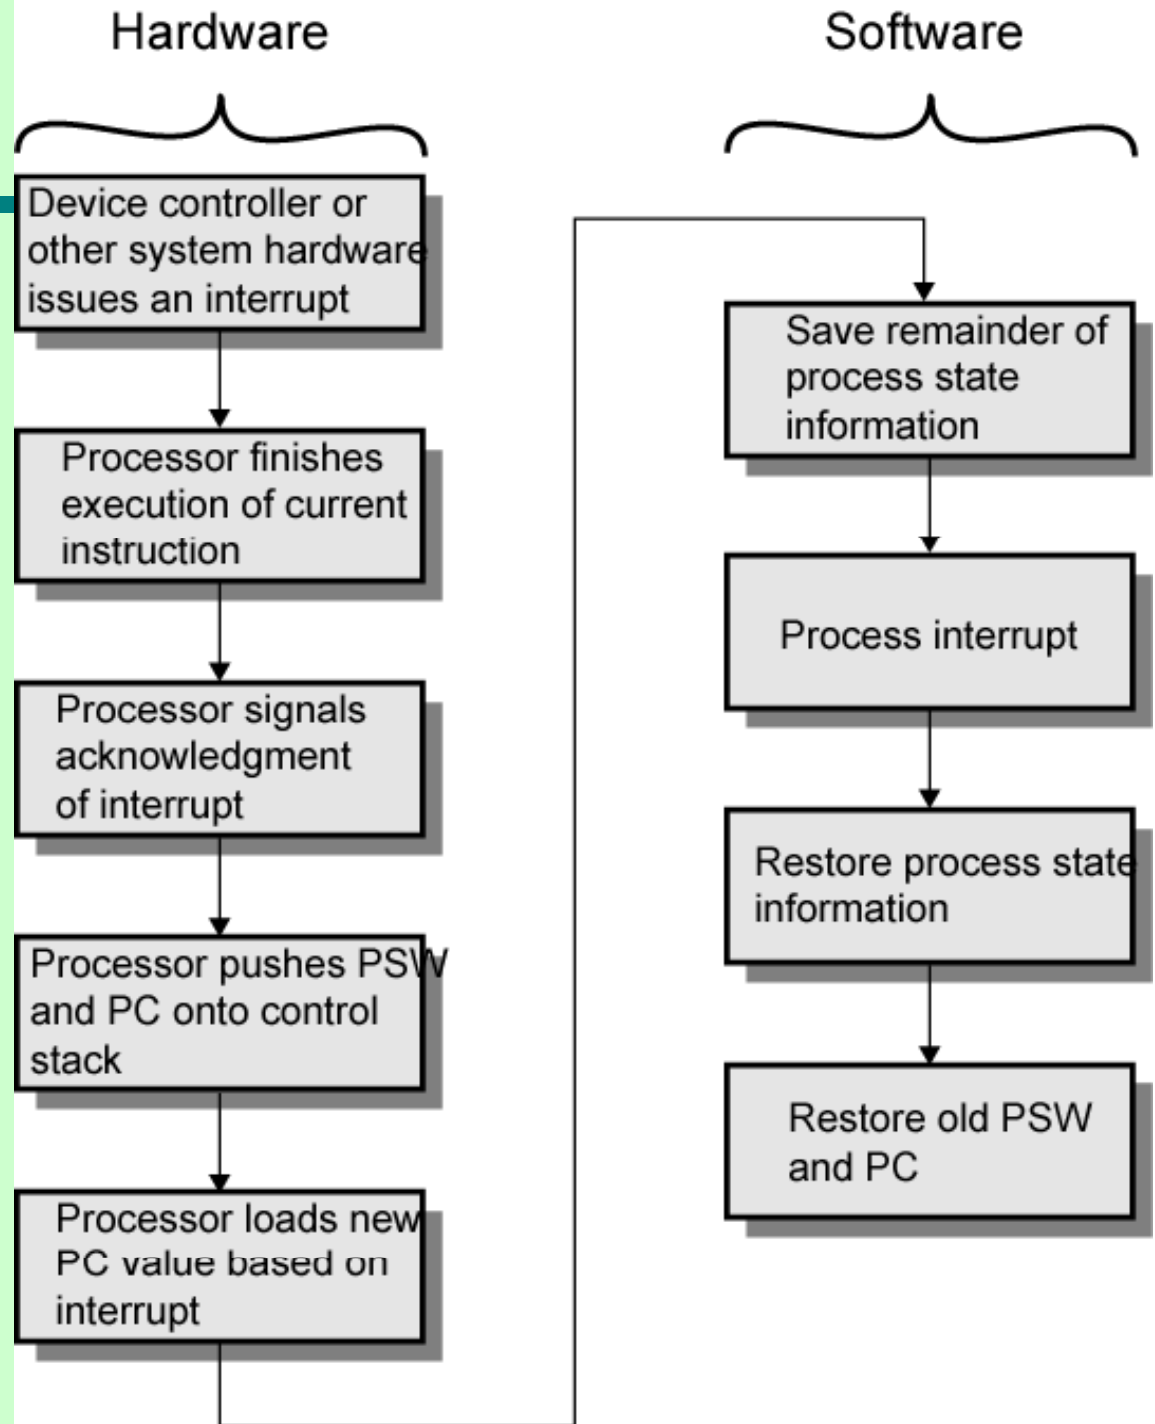 Hardware
Device controller or
other system hardware
issues an interrupt
Processor finishes
execution of current
instruction
Processor signals
acknowledgment
of interrupt
Processor pushes PSW
and PC onto control
stack
Processor loads new
PC value based on
interrupt
Software
Save remainder of
process state
information
Process interrupt
Restore process state
information
Restore old PSW
and PC